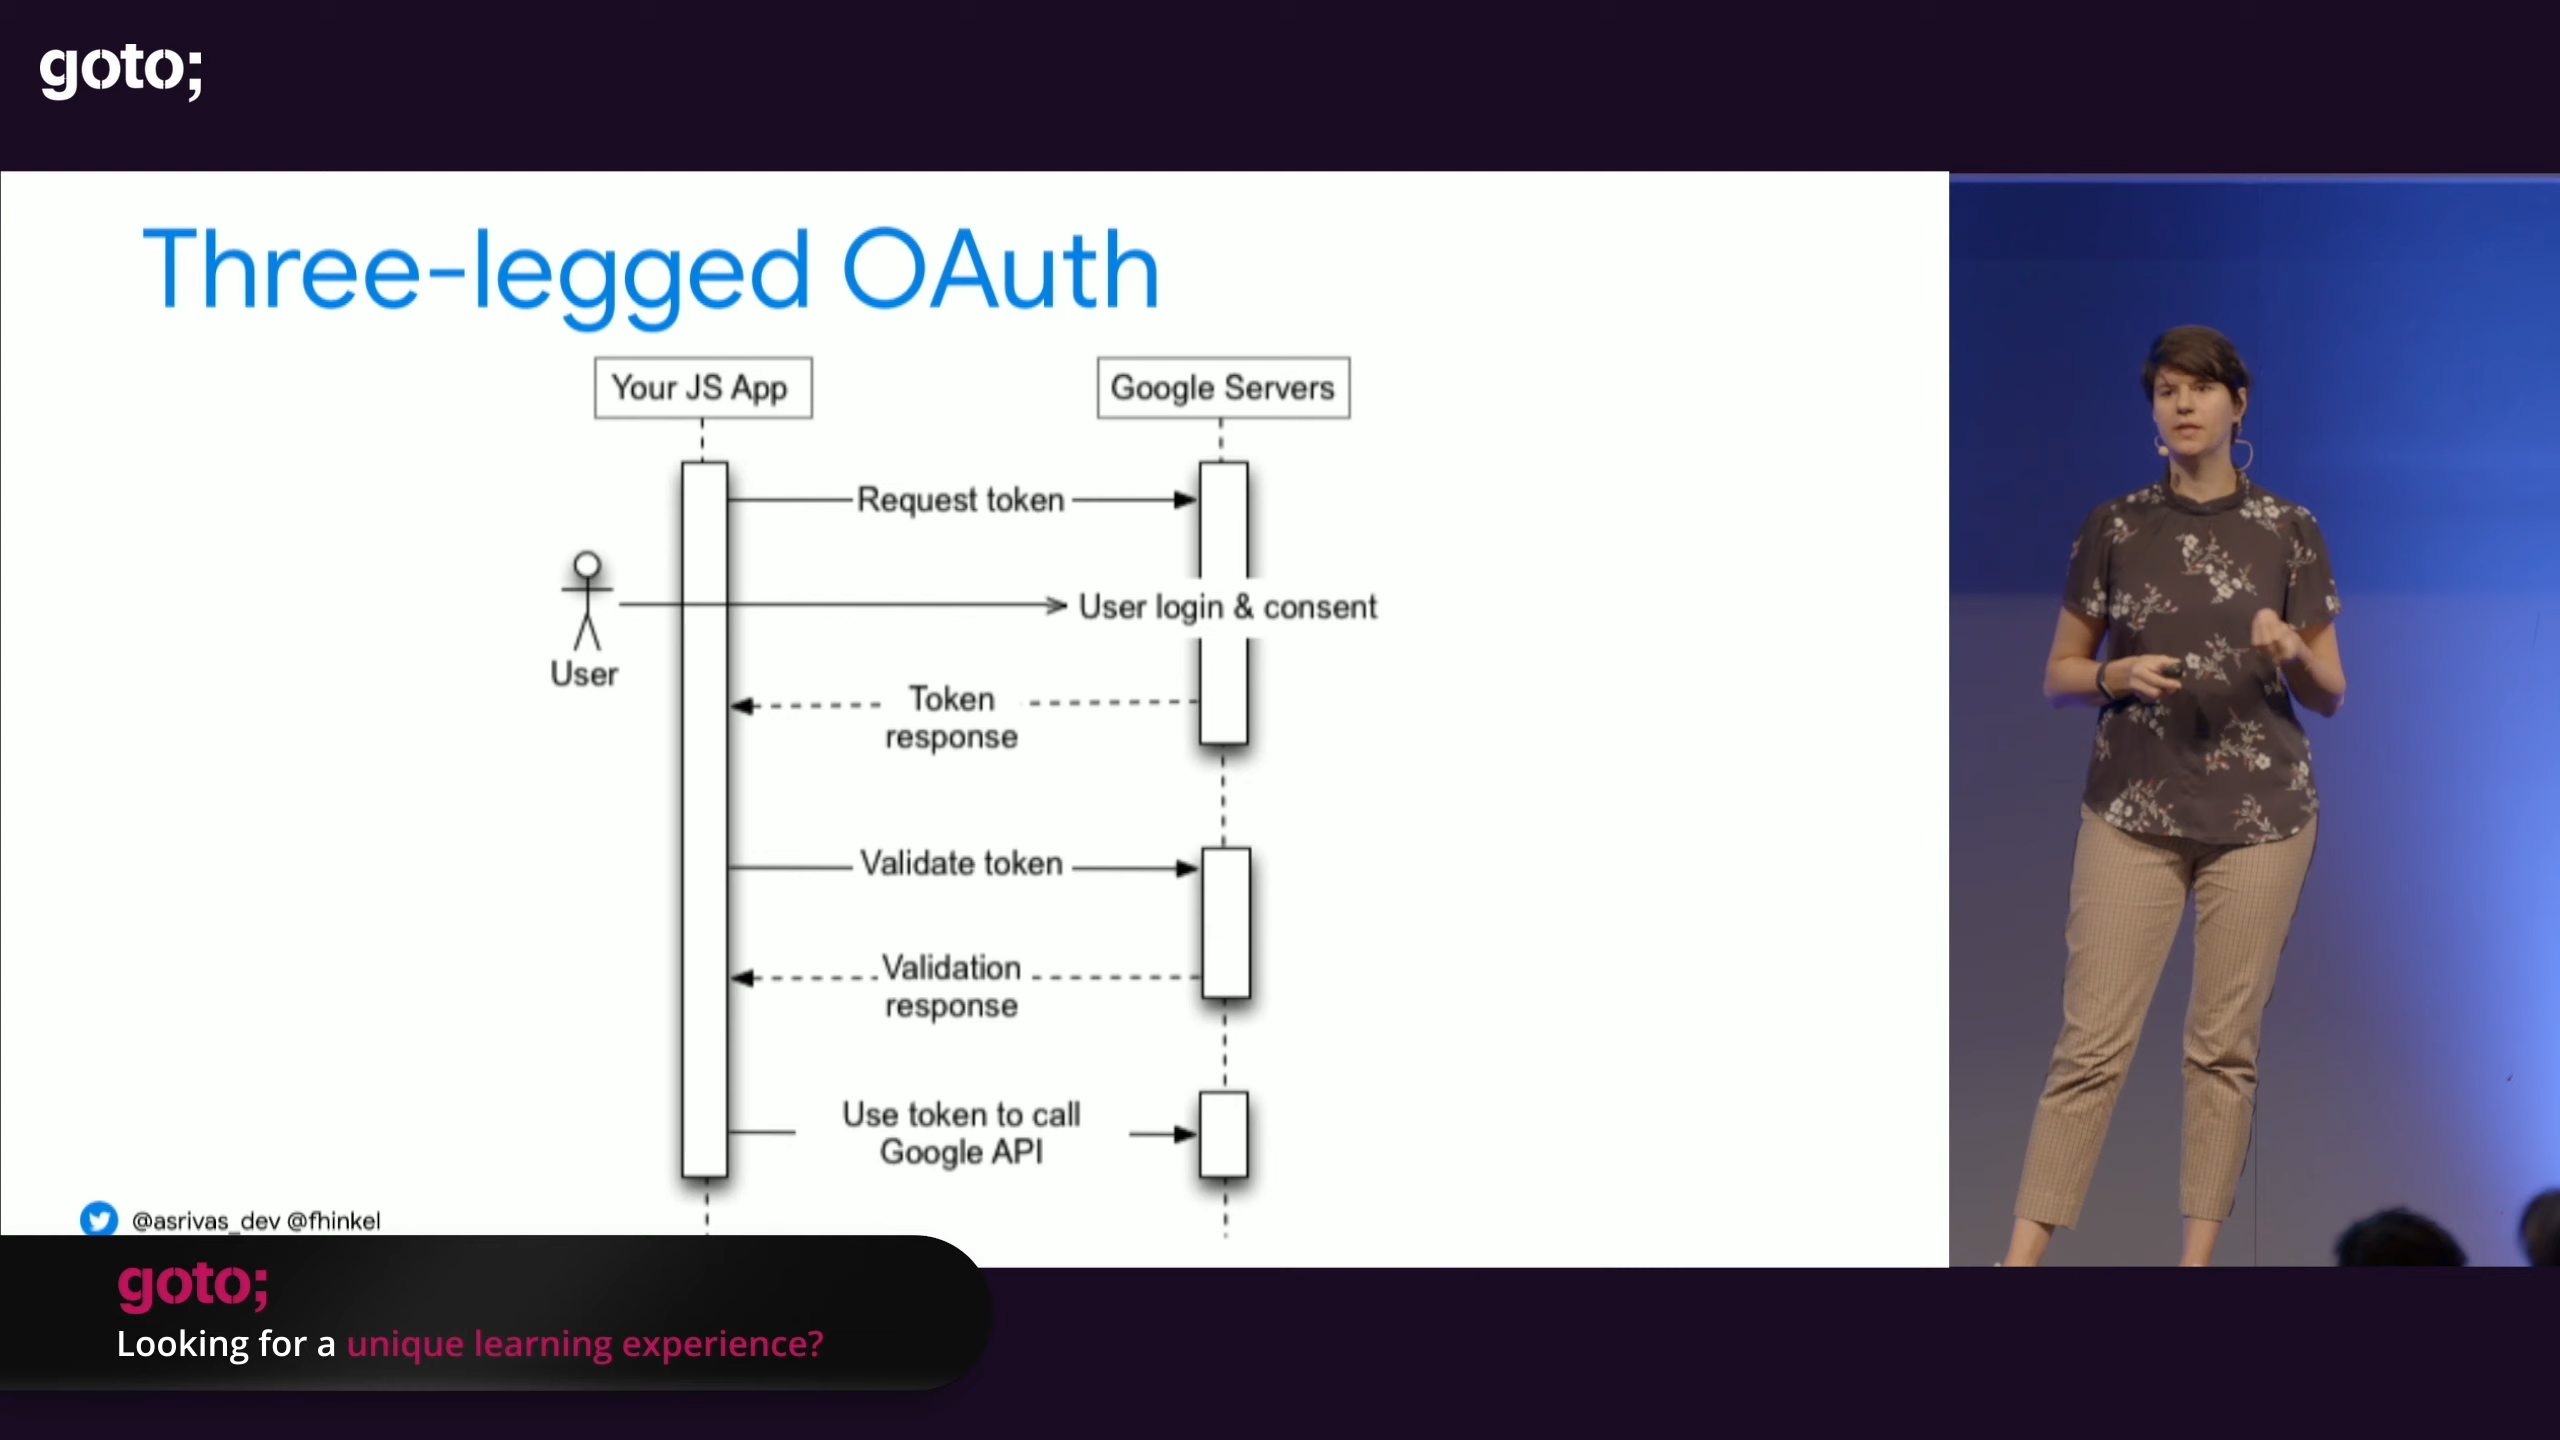 goto;
Three-legged OAuth
Your JS App
Google Servers
Request token
User login & consent
User
Token
response
Validate token
Validation
response
Use token to call
Google API
@asrivas_dev @fhinkel
goto;
Looking for a unique learning experience?